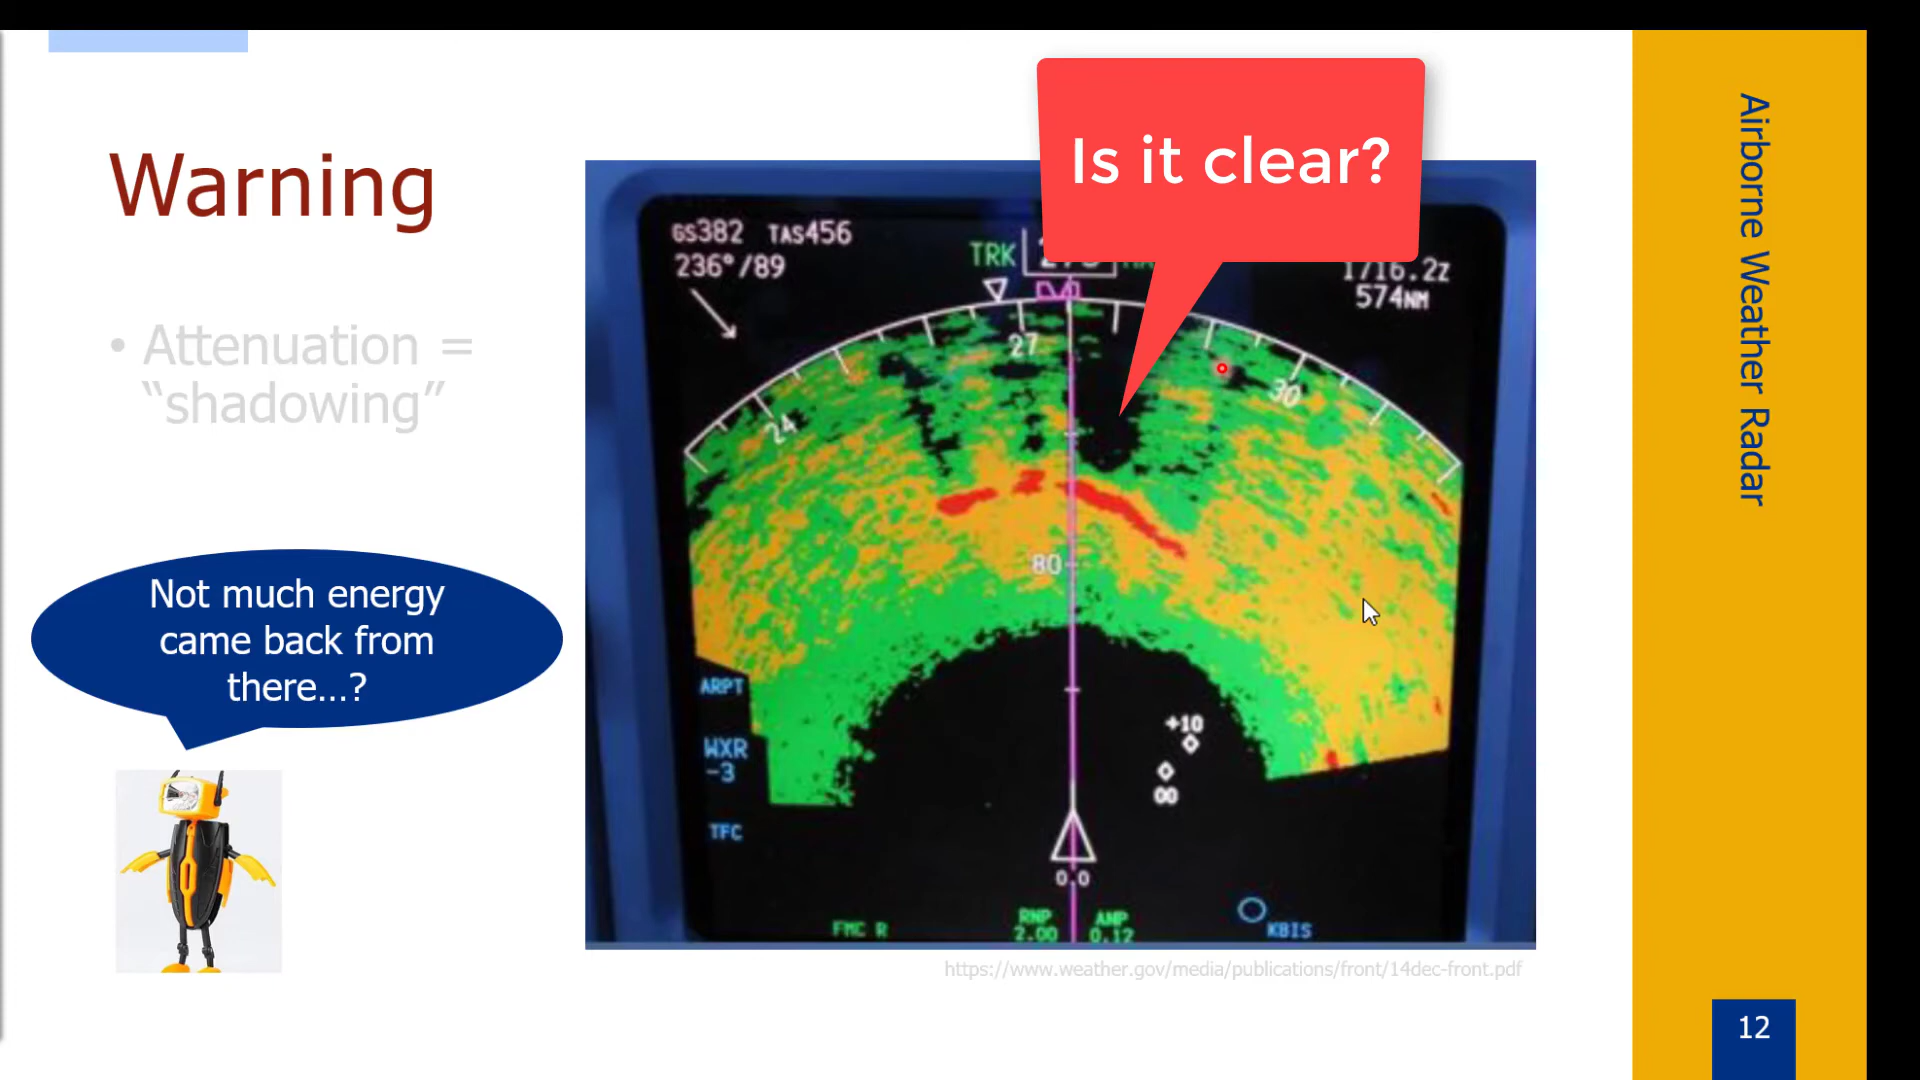 Warning
• Attenuation =
“shadowing”
Not much energy
came back from
there...?
Is it clear?
GS382 TAS456
236°/89
TRK
1716.2z
574NM
24
27
30
80
ARPT
WXR
-3
TFC
+10
00
0.0
FMC R
RNP
2.00
ANP
0.12
KBIS
https://www.weather.gov/media/publications/front/14dec-front.pdf
Airborne Weather Radar
12